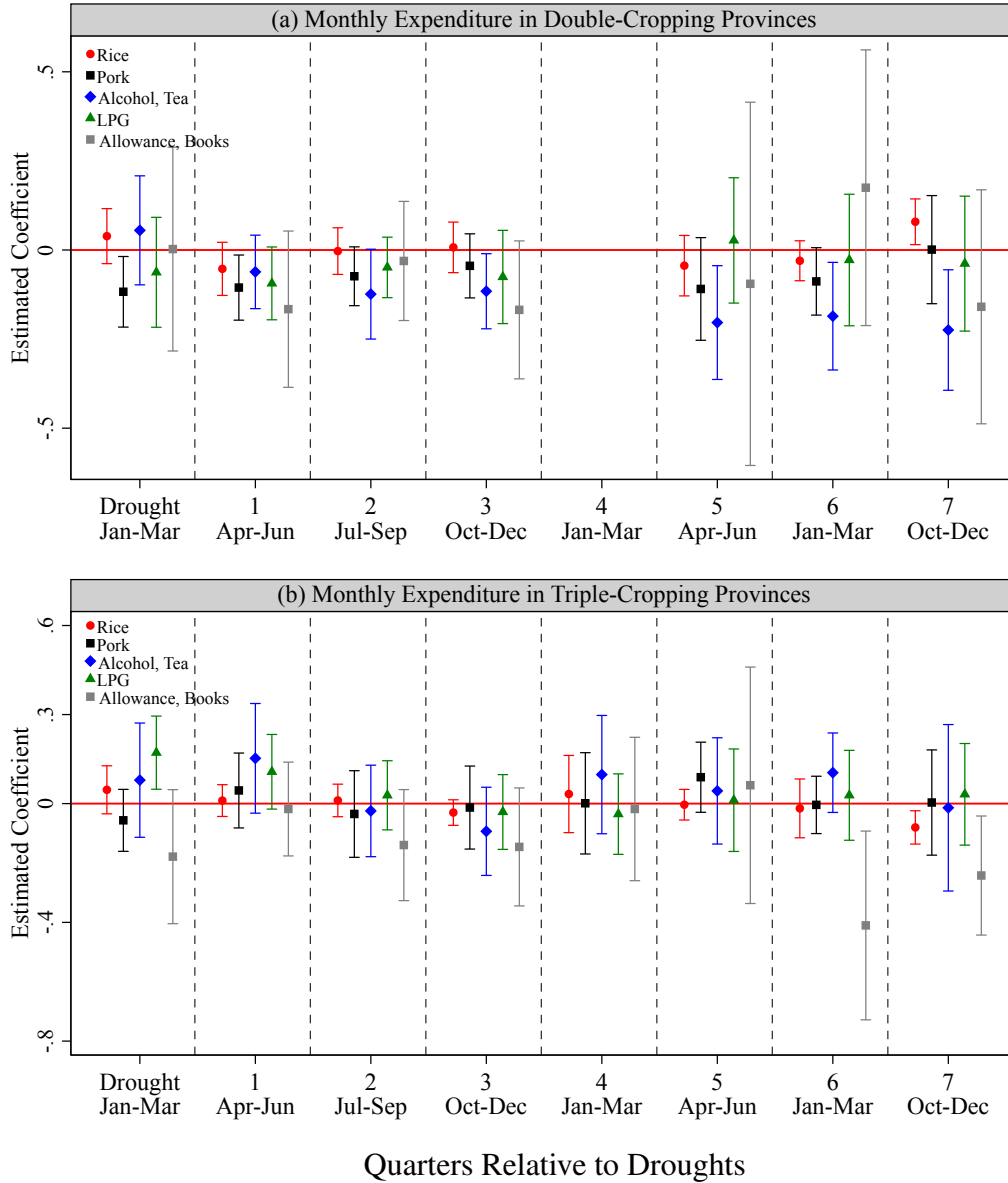 (a) Monthly Expenditure in Double-Cropping Provinces
Rice
Pork
Alcohol, Tea
LPG
Allowance, Books
Estimated Coefficient
.5
0
-.5
Drought 1 2 3 4 5 6 7
Jan-Mar Apr-Jun Jul-Sep Oct-Dec Jan-Mar Apr-Jun Jan-Mar Oct-Dec
(b) Monthly Expenditure in Triple-Cropping Provinces
Rice
Pork
Alcohol, Tea
LPG
Allowance, Books
Estimated Coefficient
.6
.3
0
-.4
-.8
Drought 1 2 3 4 5 6 7
Jan-Mar Apr-Jun Jul-Sep Oct-Dec Jan-Mar Apr-Jun Jan-Mar Oct-Dec
Quarters Relative to Droughts